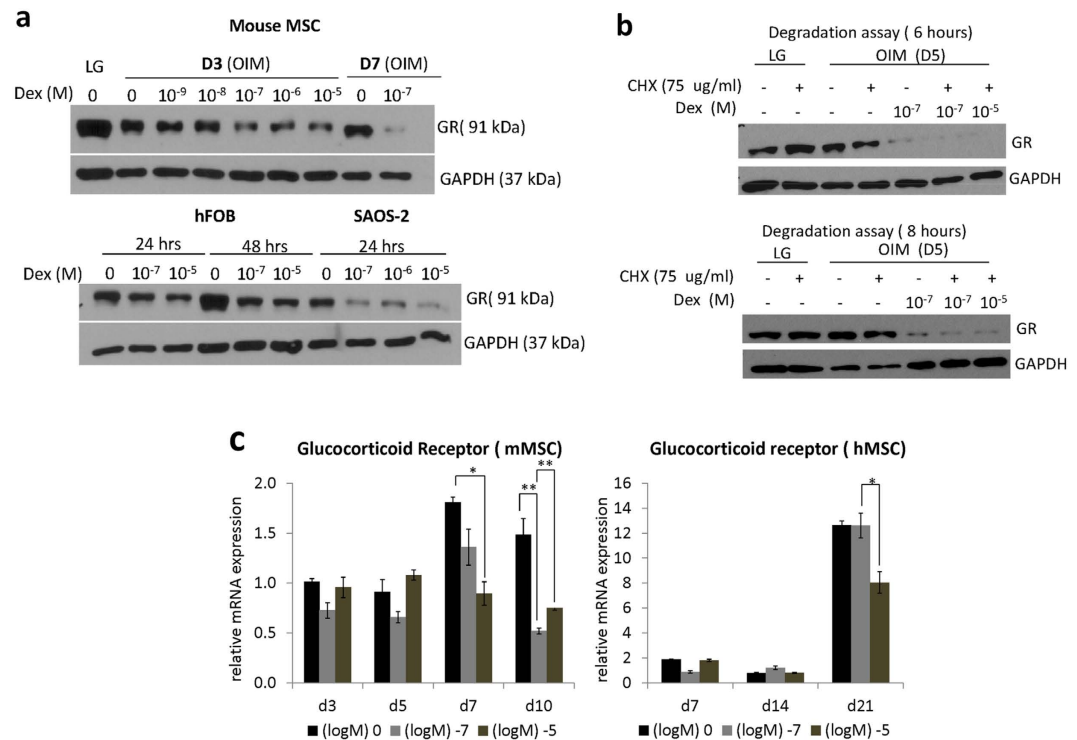 a
Mouse MSC
LG D3 (OIM) D7 (OIM)
Dex (M) 0 0 10⁻⁹ 10⁻⁸ 10⁻⁷ 10⁻⁶ 10⁻⁵ 0 10⁻⁷
GR( 91 kDa)
GAPDH (37 kDa)
hFOB SAOS-2
24 hrs 48 hrs 24 hrs
Dex (M) 0 10⁻⁷ 10⁻⁵ 0 10⁻⁷ 10⁻⁵ 0 10⁻⁷ 10⁻⁶ 10⁻⁵
GR( 91 kDa)
GAPDH (37 kDa)
b
Degradation assay ( 6 hours)
LG OIM (D5)
CHX (75 ug/ml) - + - + - + +
Dex (M) - - - - 10⁻⁷ 10⁻⁷ 10⁻⁵
GR
GAPDH
Degradation assay ( 8 hours)
LG OIM (D5)
CHX (75 ug/ml) - + - + - + +
Dex (M) - - - - 10⁻⁷ 10⁻⁷ 10⁻⁵
GR
GAPDH
c
Glucocorticoid Receptor ( mMSC)
relative mRNA expression
2.0
1.5
1.0
0.5
0.0
* ** **
d3 d5 d7 d10
(logM) 0 (logM) -7 (logM) -5
Glucocorticoid receptor ( hMSC)
relative mRNA expression
16
14
12
10
8
6
4
2
0
*
d7 d14 d21
(logM) 0 (logM) -7 (logM) -5